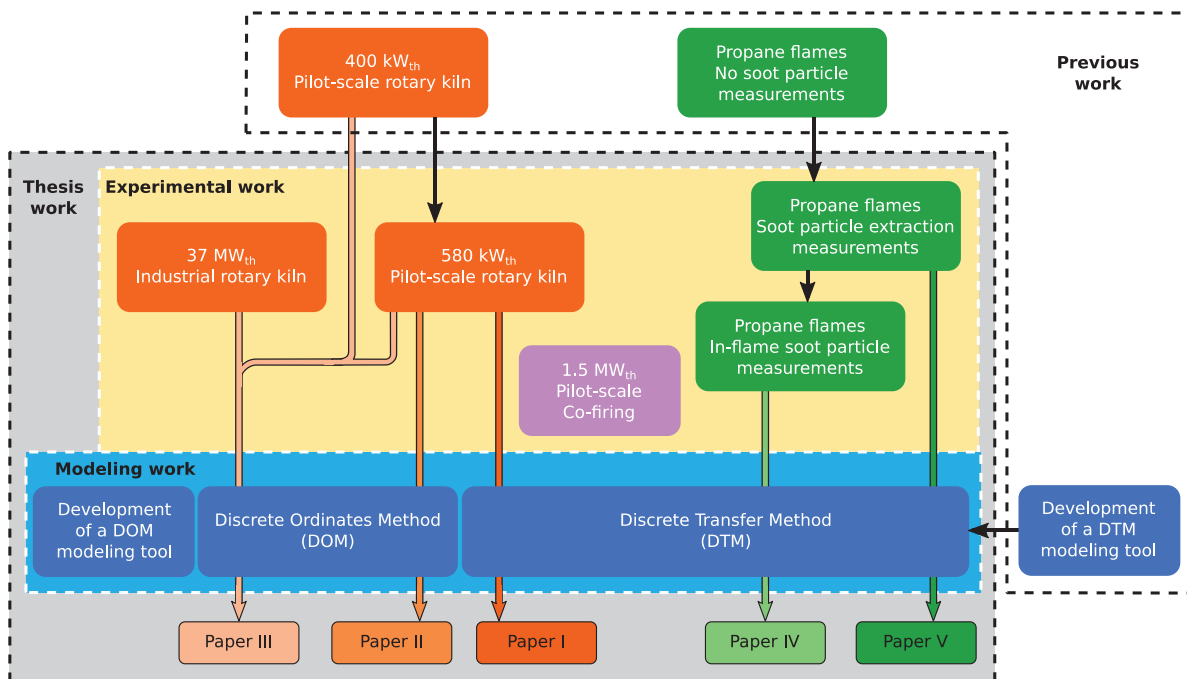 400 kWth
Pilot-scale rotary kiln
Propane flames
No soot particle
measurements
Previous
work
Thesis
work
Experimental work
37 MWth
Industrial rotary kiln
580 kWth
Pilot-scale rotary kiln
Propane flames
Soot particle extraction
measurements
Propane flames
In-flame soot particle
measurements
1.5 MWth
Pilot-scale
Co-firing
Modeling work
Development
of a DOM
modeling tool
Discrete Ordinates Method
(DOM)
Discrete Transfer Method
(DTM)
Development
of a DTM
modeling tool
Paper III
Paper II
Paper I
Paper IV
Paper V